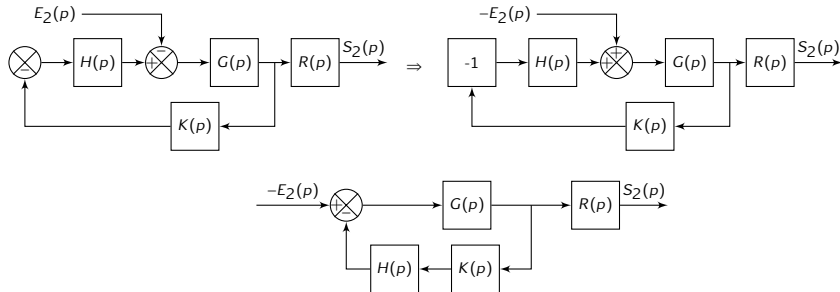 E₂(p)
−
H(p)
+
−
G(p)
R(p)
S₂(p)
K(p)
⇒
−E₂(p)
-1
H(p)
+
+
G(p)
R(p)
S₂(p)
K(p)
−E₂(p)
+
−
G(p)
R(p)
S₂(p)
H(p)
K(p)